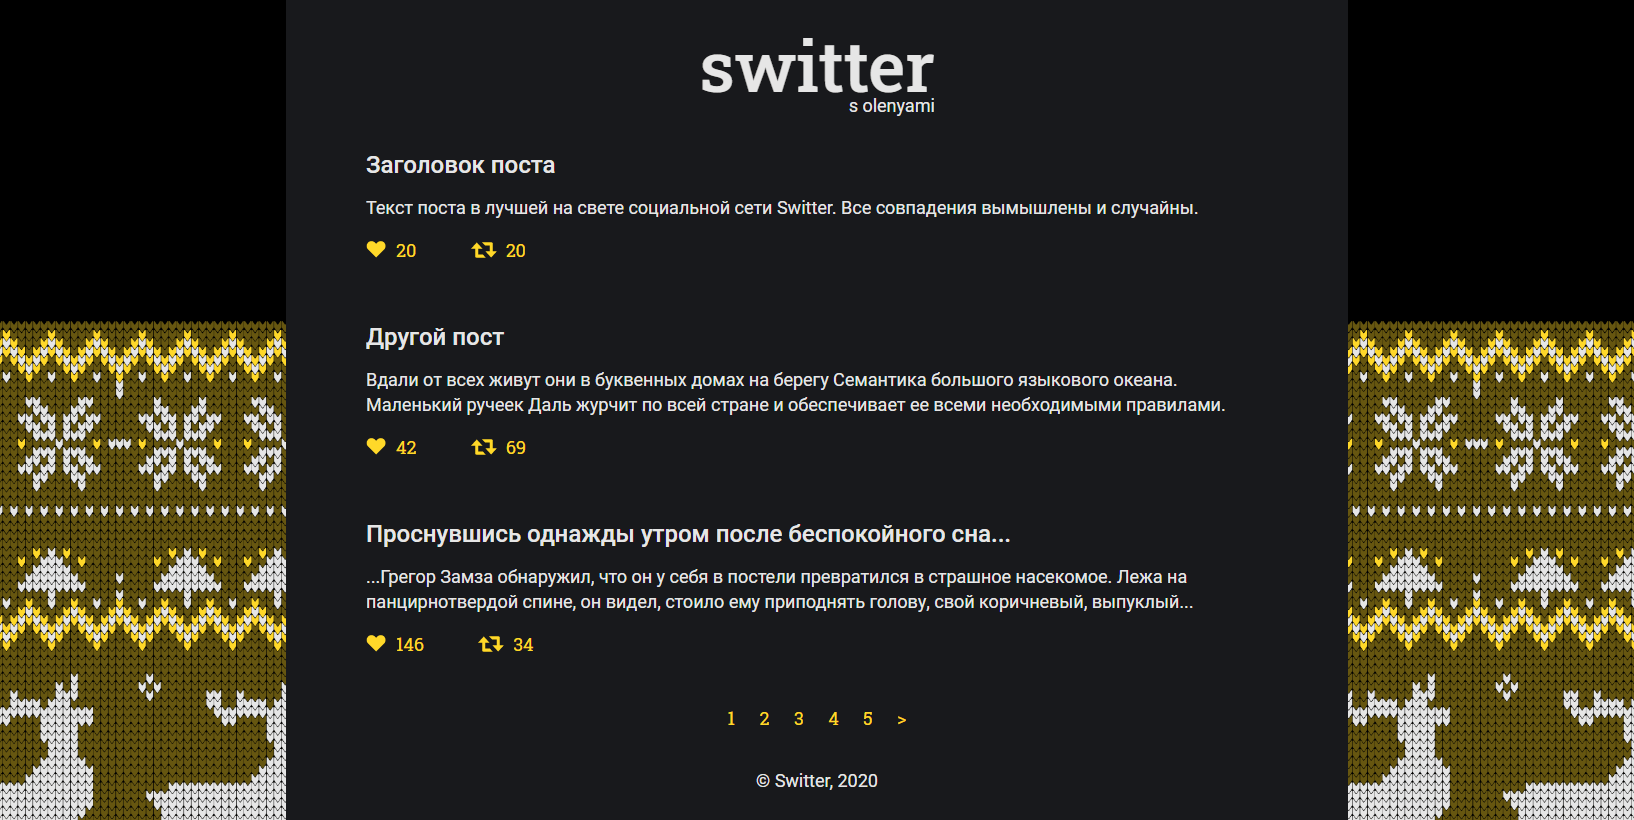 switter
s olenyami
Заголовок поста
Текст поста в лучшей на свете социальной сети Switter. Все совпадения вымышлены и случайны.
20 20
Другой пост
Вдали от всех живут они в буквенных домах на берегу Семантика большого языкового океана.
Маленький ручеек Даль журчит по всей стране и обеспечивает ее всеми необходимыми правилами.
42 69
Проснувшись однажды утром после беспокойного сна...
...Грегор Замза обнаружил, что он у себя в постели превратился в страшное насекомое. Лежа на
панцирнотвердой спине, он видел, стоило ему приподнять голову, свой коричневый, выпуклый...
146 34
1 2 3 4 5 >
© Switter, 2020